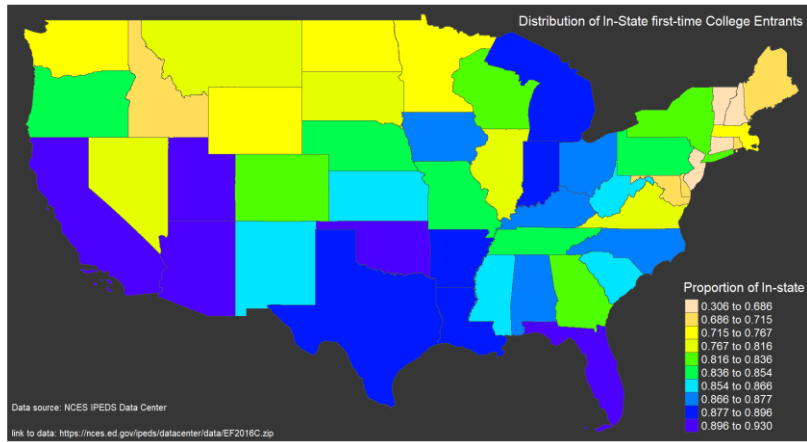 Distribution of In-State first-time College Entrants
Proportion of In-state
0.306 to 0.686
0.686 to 0.715
0.715 to 0.767
0.767 to 0.816
0.816 to 0.836
0.836 to 0.854
0.854 to 0.866
0.866 to 0.877
0.877 to 0.896
0.896 to 0.930
Data source: NCES IPEDS Data Center
link to data: https://nces.ed.gov/ipeds/datacenter/data/EF2016C.zip